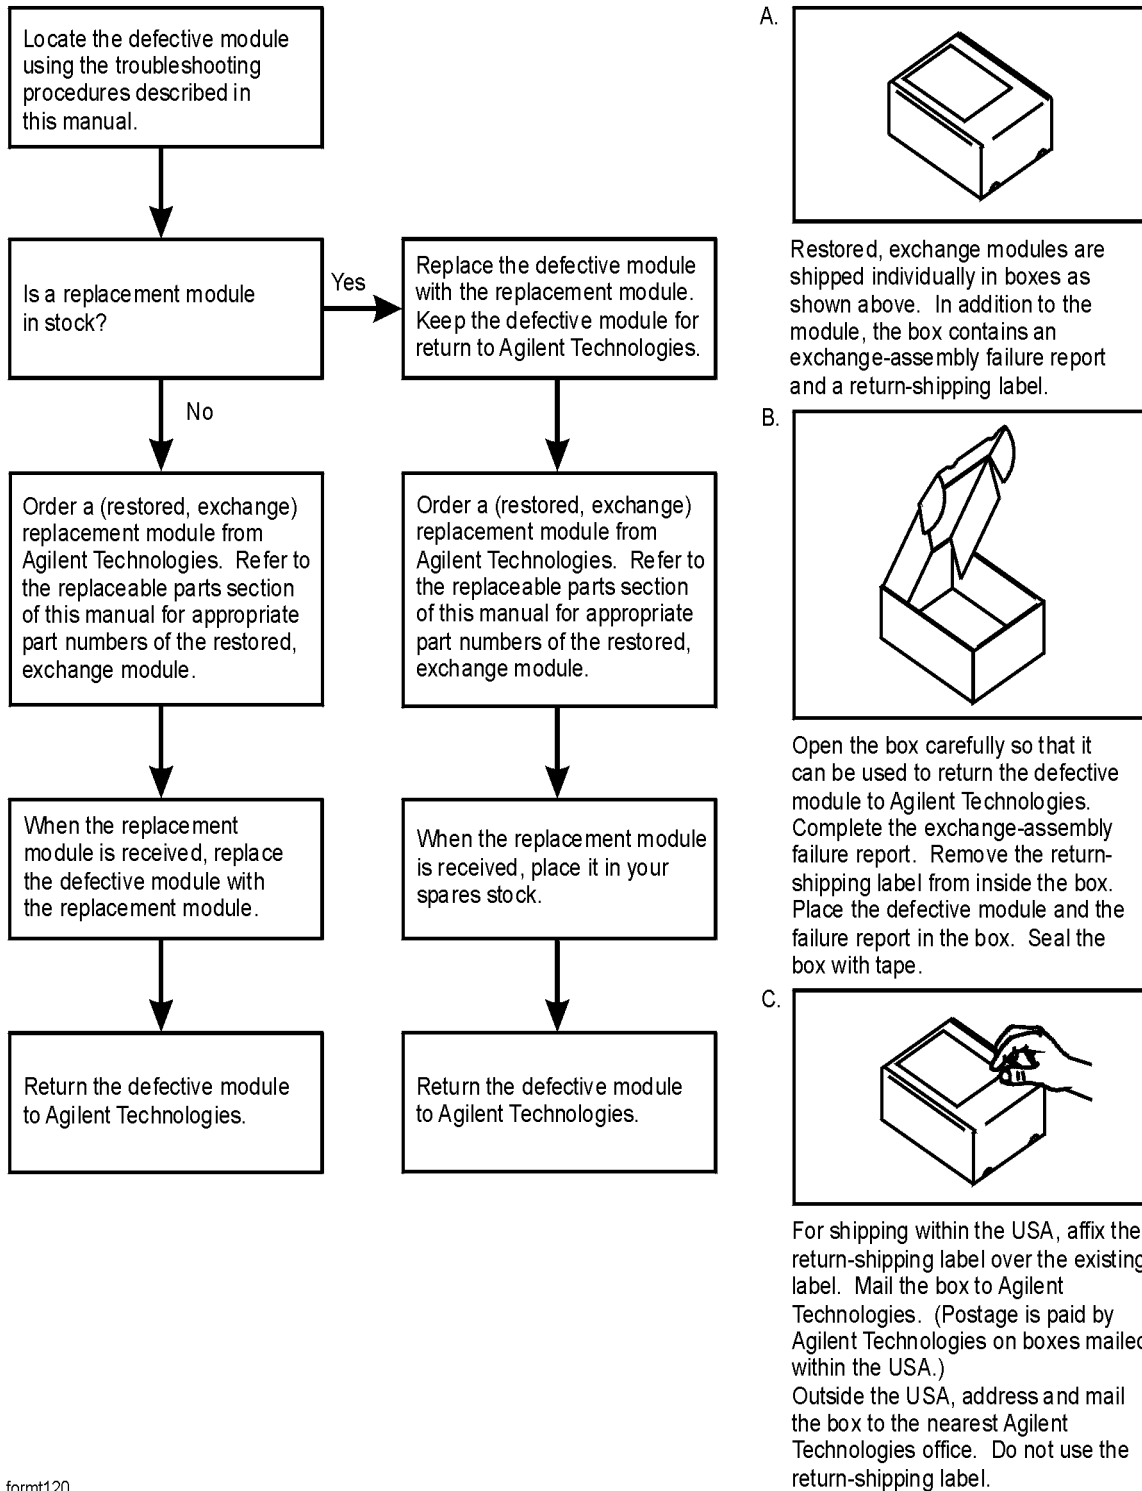 Locate the defective module
using the troubleshooting
procedures described in
this manual.
Is a replacement module
in stock?
Yes
No
Replace the defective module
with the replacement module.
Keep the defective module for
return to Agilent Technologies.
Order a (restored, exchange)
replacement module from
Agilent Technologies. Refer to
the replaceable parts section
of this manual for appropriate
part numbers of the restored,
exchange module.
Order a (restored, exchange)
replacement module from
Agilent Technologies. Refer to
the replaceable parts section
of this manual for appropriate
part numbers of the restored,
exchange module.
When the replacement
module is received, replace
the defective module with
the replacement module.
When the replacement module
is received, place it in your
spares stock.
Return the defective module
to Agilent Technologies.
Return the defective module
to Agilent Technologies.
A.
Restored, exchange modules are
shipped individually in boxes as
shown above. In addition to the
module, the box contains an
exchange-assembly failure report
and a return-shipping label.
B.
Open the box carefully so that it
can be used to return the defective
module to Agilent Technologies.
Complete the exchange-assembly
failure report. Remove the return-
shipping label from inside the box.
Place the defective module and the
failure report in the box. Seal the
box with tape.
C.
For shipping within the USA, affix the
return-shipping label over the existing
label. Mail the box to Agilent
Technologies. (Postage is paid by
Agilent Technologies on boxes mailed
within the USA.)
Outside the USA, address and mail
the box to the nearest Agilent
Technologies office. Do not use the
return-shipping label.
formt120